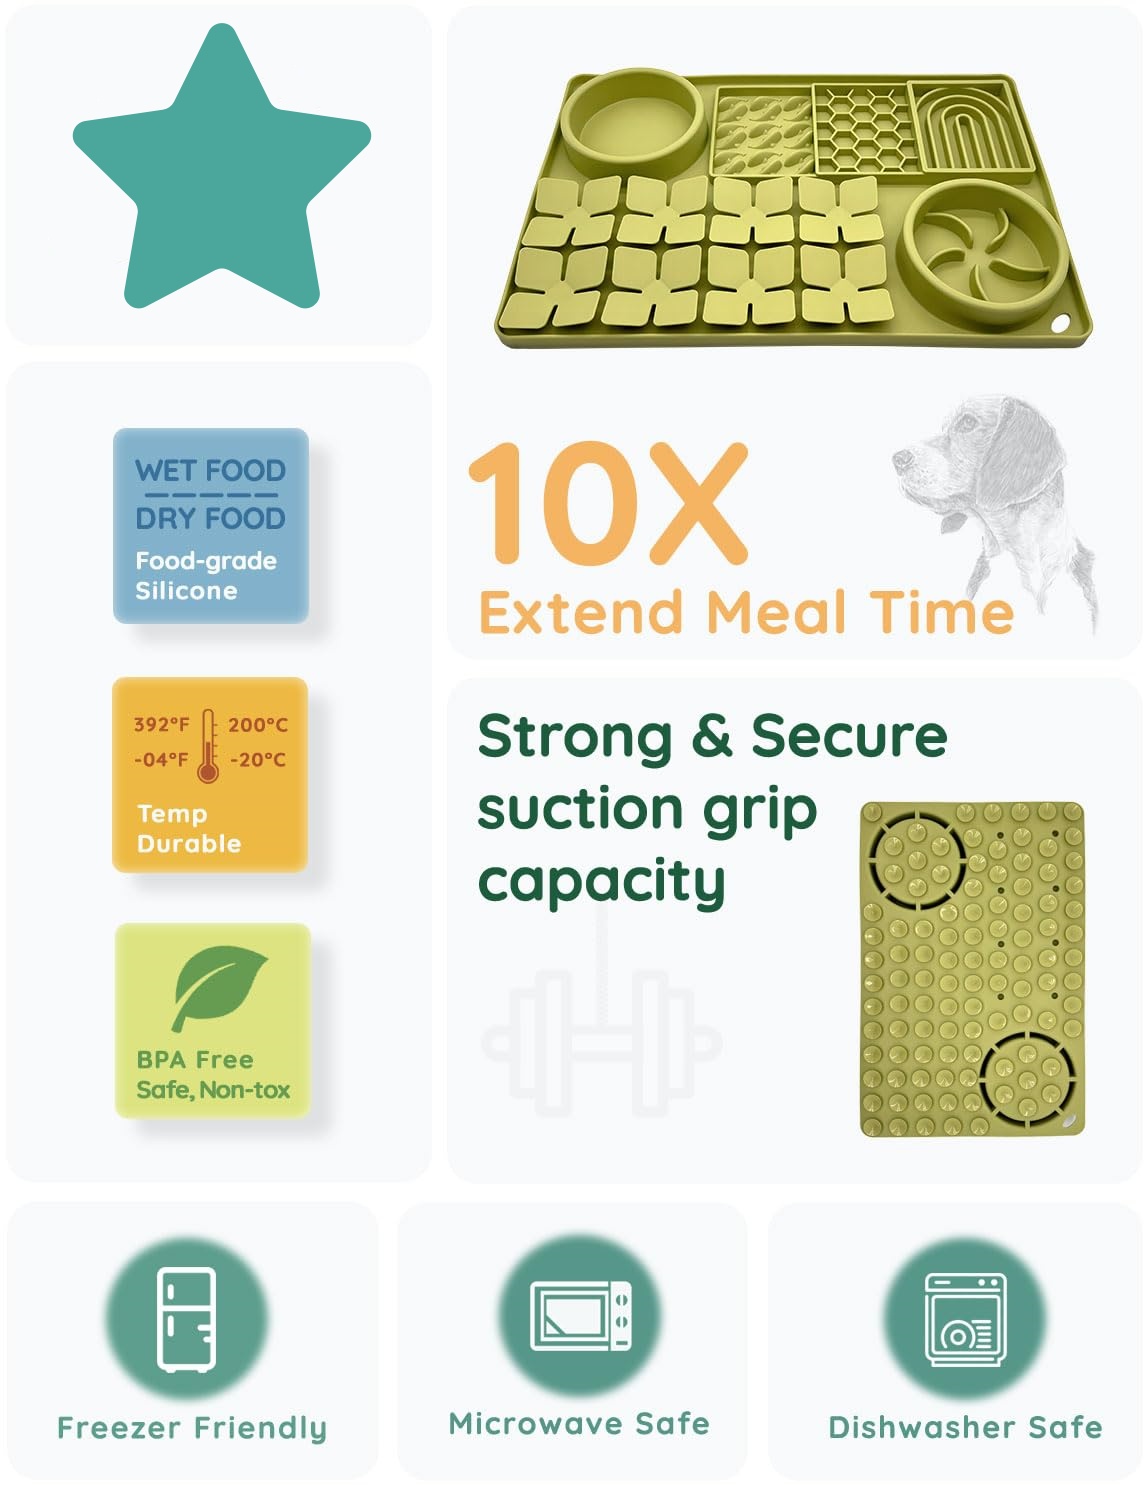 10X
Extend Meal Time
WET FOOD
DRY FOOD
Food-grade
Silicone
392°F 200°C
-04°F -20°C
Temp
Durable
BPA Free
Safe, Non-tox
Strong & Secure
suction grip
capacity
Freezer Friendly
Microwave Safe
Dishwasher Safe